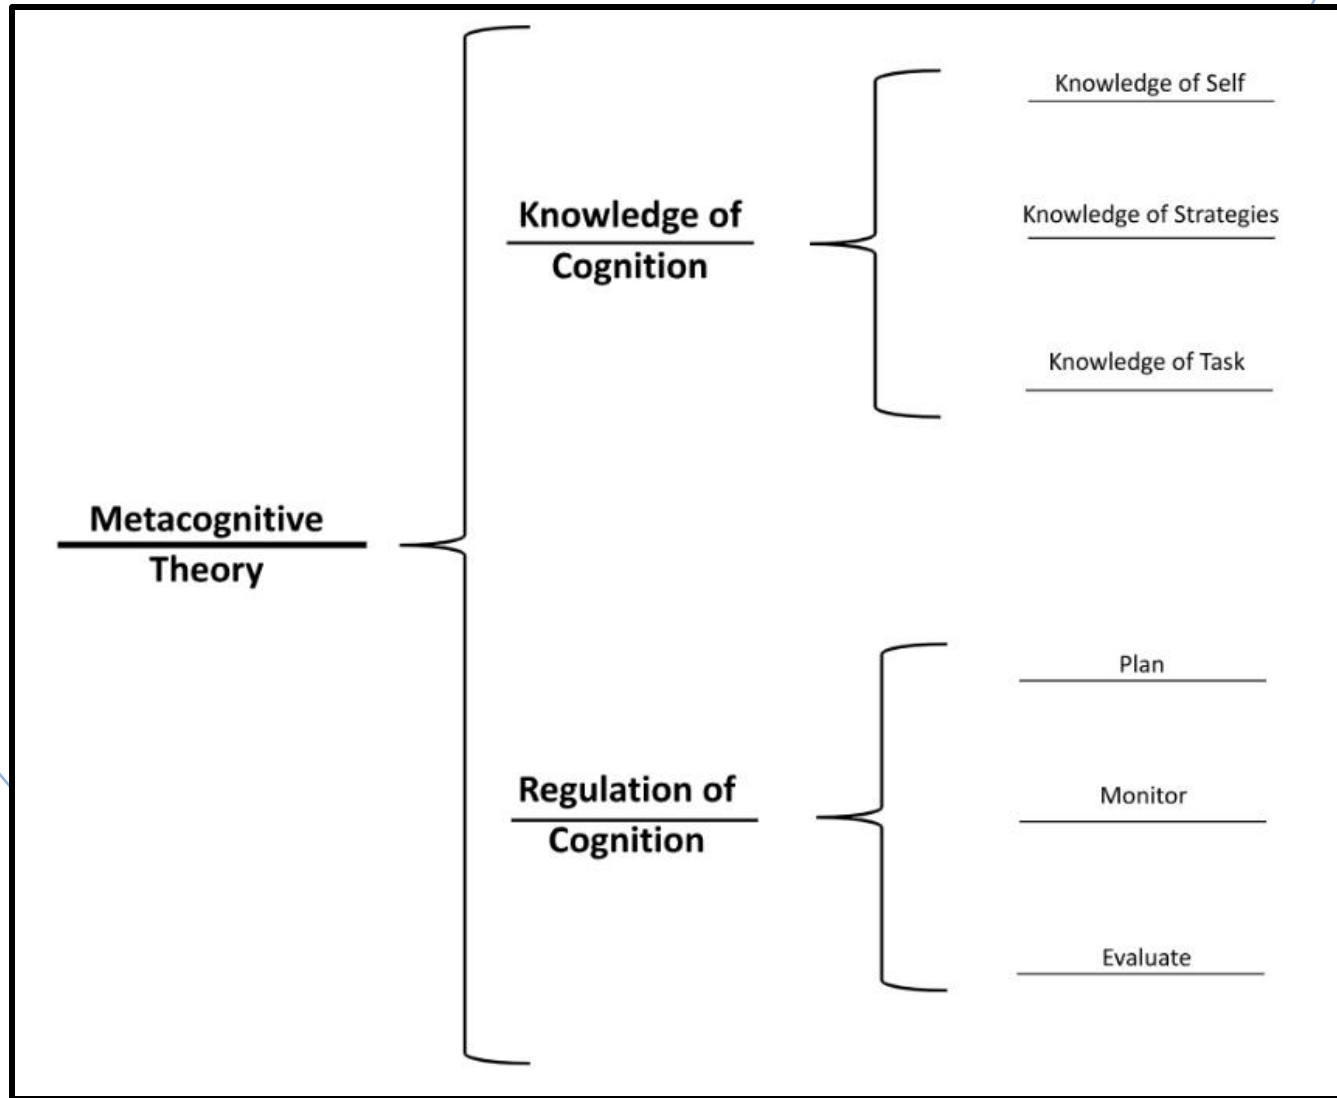 Metacognitive
Theory
Knowledge of
Cognition
Knowledge of Self
Knowledge of Strategies
Knowledge of Task
Regulation of
Cognition
Plan
Monitor
Evaluate